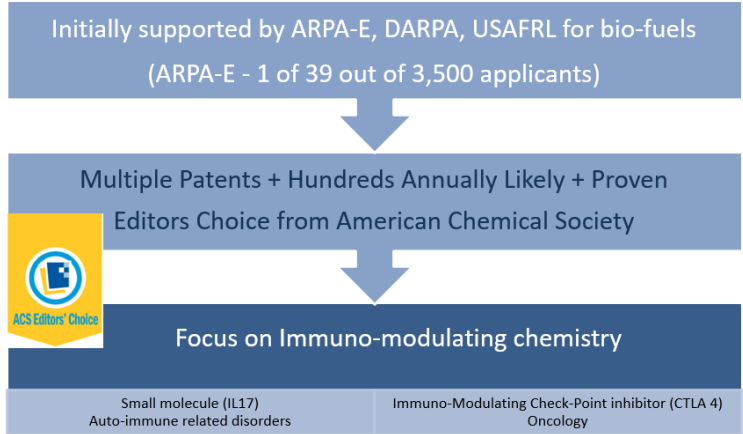 Initially supported by ARPA-E, DARPA, USAFRL for bio-fuels
(ARPA-E - 1 of 39 out of 3,500 applicants)
Multiple Patents + Hundreds Annually Likely + Proven
Editors Choice from American Chemical Society
ACS Editors' Choice
Focus on Immuno-modulating chemistry
Small molecule (IL17)
Auto-immune related disorders
Immuno-Modulating Check-Point inhibitor (CTLA 4)
Oncology